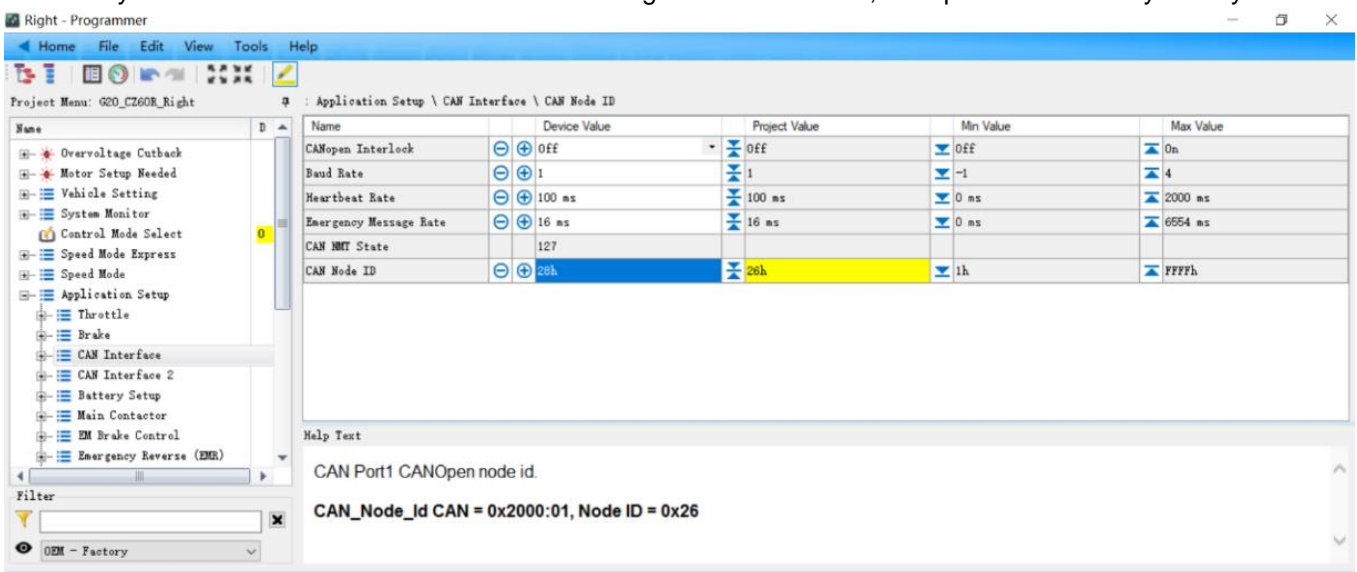 Right - Programmer
Home File Edit View Tools Help
Project Menu: G20_CZ60R_Right
: Application Setup \ CAN Interface \ CAN Node ID
Name D
Overvoltage Cutback
Motor Setup Needed
Vehicle Setting
System Monitor
Control Mode Select 0
Speed Mode Express
Speed Mode
Application Setup
Throttle
Brake
CAN Interface
CAN Interface 2
Battery Setup
Main Contactor
EM Brake Control
Emergency Reverse (EMR)
Filter
OEM - Factory
Name Device Value Project Value Min Value Max Value
CANopen Interlock Off Off Off On
Baud Rate 1 1 -1 4
Heartbeat Rate 100 ms 100 ms 0 ms 2000 ms
Emergency Message Rate 16 ms 16 ms 0 ms 6554 ms
CAN NMT State 127
CAN Node ID 28h 26h 1h FFFFh
Help Text
CAN Port1 CANOpen node id.
CAN_Node_Id CAN = 0x2000:01, Node ID = 0x26